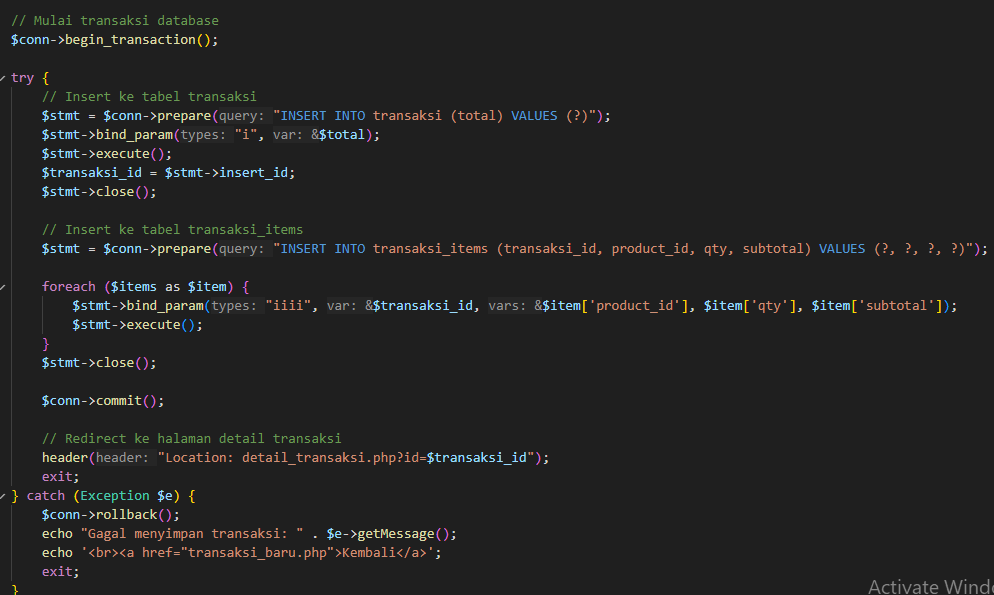 // Mulai transaksi database
$conn->begin_transaction();
try {
// Insert ke tabel transaksi
$stmt = $conn->prepare(query: "INSERT INTO transaksi (total) VALUES (?)");
$stmt->bind_param(types: "i", var: &$total);
$stmt->execute();
$transaksi_id = $stmt->insert_id;
$stmt->close();
// Insert ke tabel transaksi_items
$stmt = $conn->prepare(query: "INSERT INTO transaksi_items (transaksi_id, product_id, qty, subtotal) VALUES (?, ?, ?, ?)");
foreach ($items as $item) {
$stmt->bind_param(types: "iiii", var: &$transaksi_id, vars: &$item['product_id'], $item['qty'], $item['subtotal']);
$stmt->execute();
}
$stmt->close();
$conn->commit();
// Redirect ke halaman detail transaksi
header(header: "Location: detail_transaksi.php?id=$transaksi_id");
exit;
} catch (Exception $e) {
$conn->rollback();
echo "Gagal menyimpan transaksi: " . $e->getMessage();
echo '<br><a href="transaksi_baru.php">Kembali</a>';
exit;
}
Activate Windo